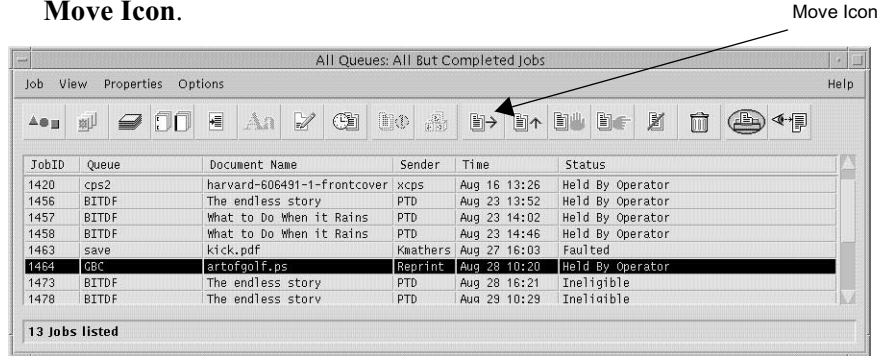 Move Icon.
Move Icon
All Queues: All But Completed Jobs
Job View Properties Options Help
Aa
JobID Queue Document Name Sender Time Status
1420 cps2 harvard-606491-1-frontcover xcps Aug 16 13:26 Held By Operator
1456 BITDF The endless story PTD Aug 23 13:52 Held By Operator
1457 BITDF What to Do When it Rains PTD Aug 23 14:02 Held By Operator
1458 BITDF What to Do When it Rains PTD Aug 23 14:46 Held By Operator
1463 save kick.pdf Kmathers Aug 27 16:03 Faulted
1464 GBC artofgolf.ps Reprint Aug 28 10:20 Held By Operator
1473 BITDF The endless story PTD Aug 28 16:21 Ineligible
1478 BITDF The endless story PTD Aug 29 10:29 Ineligible
13 Jobs listed